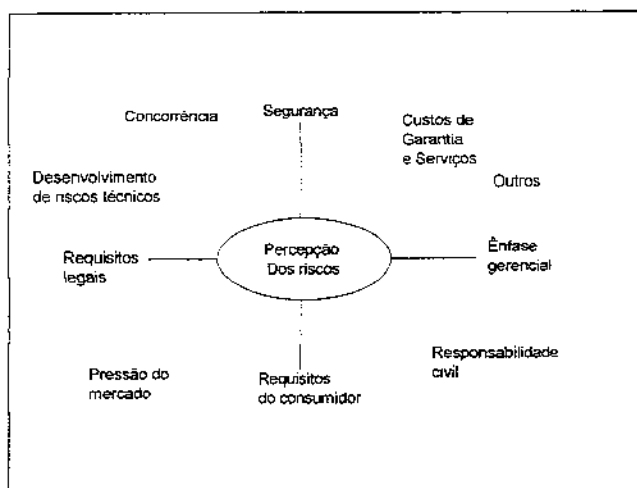 Concorrência
Segurança
Custos de
Garantia
e Serviços
Outros
Desenvolvimento
de riscos técnicos
Requisitos
legais
Percepção
Dos riscos
Ênfase
gerencial
Pressão do
mercado
Requisitos
do consumidor
Responsabilidade
civil